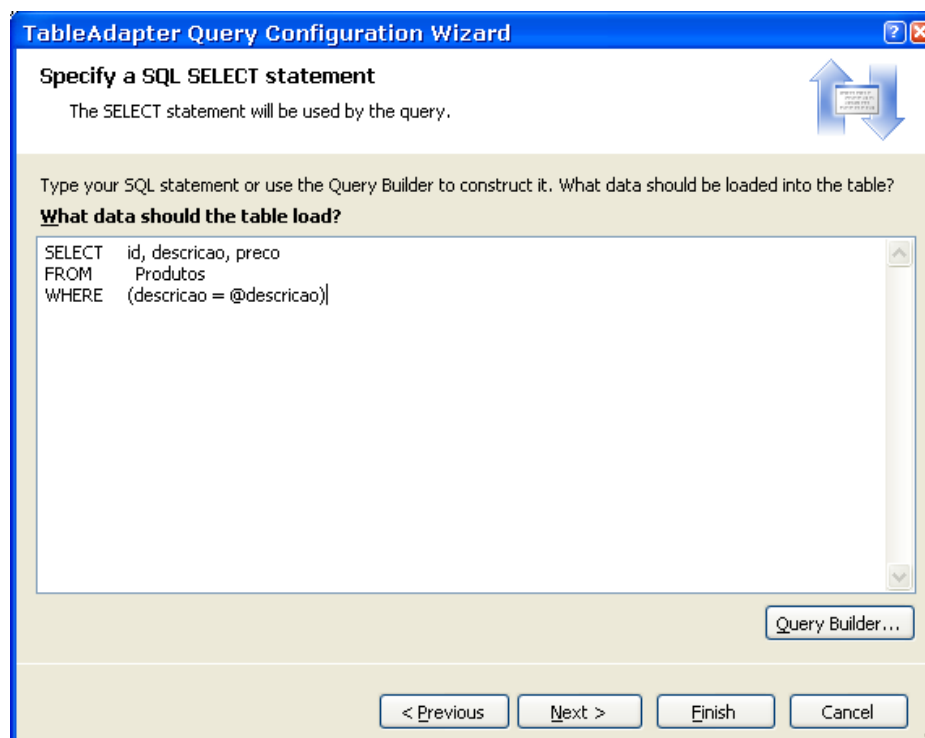 TableAdapter Query Configuration Wizard
Specify a SQL SELECT statement
The SELECT statement will be used by the query.
Type your SQL statement or use the Query Builder to construct it. What data should be loaded into the table?
What data should the table load?
SELECT id, descricao, preco
FROM Produtos
WHERE (descricao = @descricao)
Query Builder...
< Previous Next > Finish Cancel